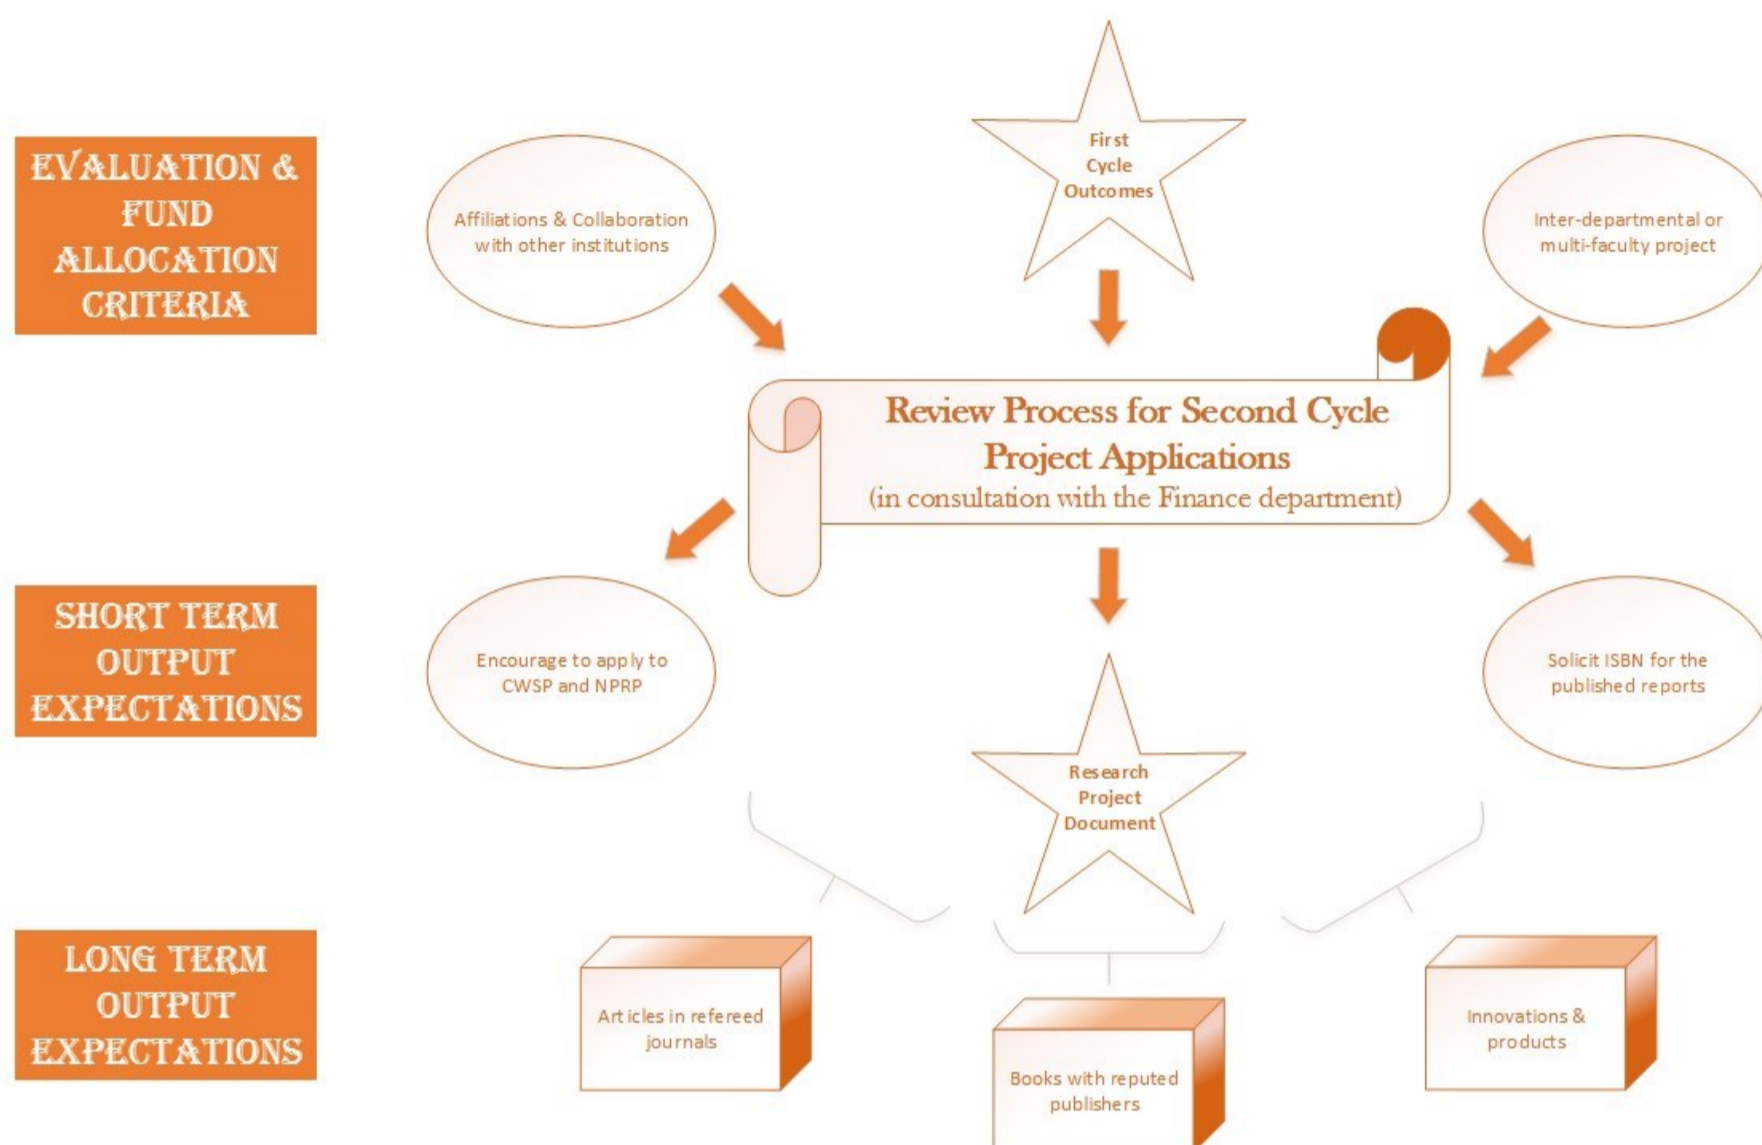 EVALUATION &
FUND
ALLOCATION
CRITERIA
Affiliations & Collaboration
with other institutions
First
Cycle
Outcomes
Inter-departmental or
multi-faculty project
Review Process for Second Cycle
Project Applications
(in consultation with the Finance department)
SHORT TERM
OUTPUT
EXPECTATIONS
Encourage to apply to
CWSP and NPRP
Research
Project
Document
Solicit ISBN for the
published reports
LONG TERM
OUTPUT
EXPECTATIONS
Articles in refereed
journals
Books with reputed
publishers
Innovations &
products